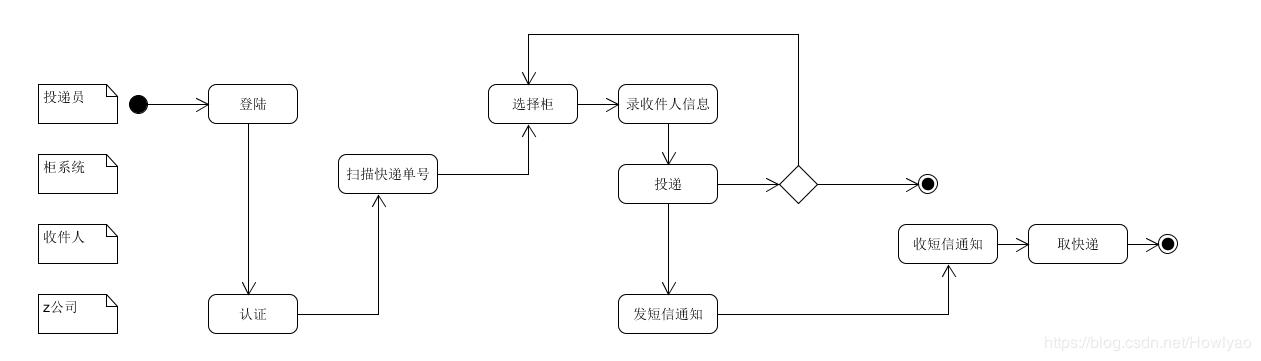 投递员
登陆
选择柜
录收件人信息
柜系统
扫描快递单号
投递
收件人
收短信通知
取快递
z公司
认证
发短信通知
https://blog.csdn.net/Howlyao